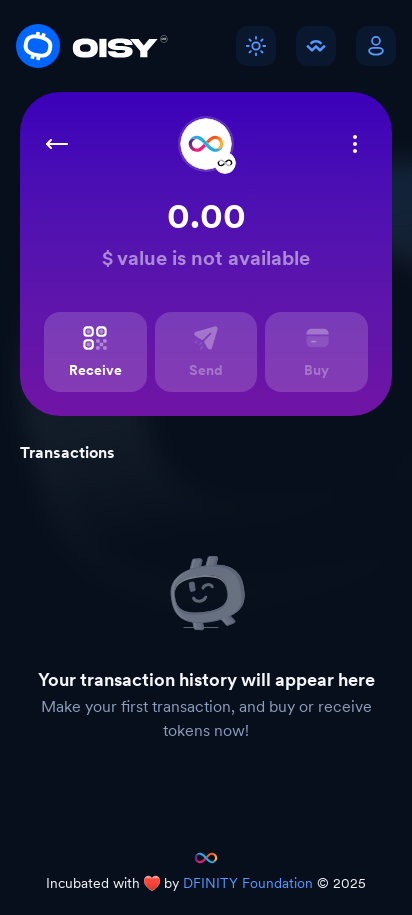 OISY
0.00
$ value is not available
Receive
Send
Buy
Transactions
Your transaction history will appear here
Make your first transaction, and buy or receive
tokens now!
Incubated with ❤️ by DFINITY Foundation © 2025